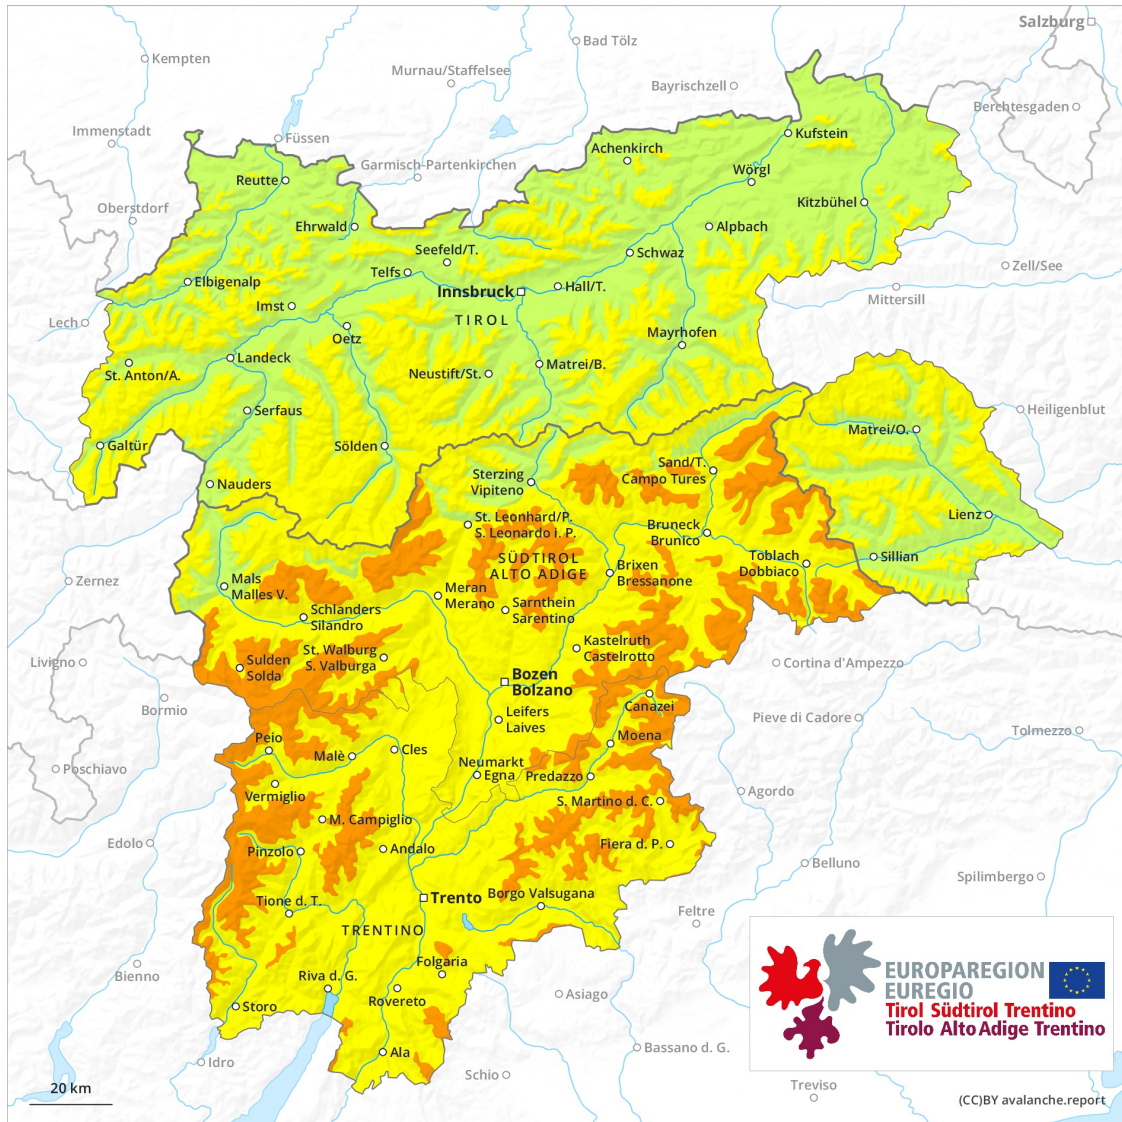 Salzburg
Bad Tölz
Kempten
Murnau/Staffelsee
Bayrischzell
Berchtesgaden
Immenstadt
Füssen
Kufstein
Achenkirch
Garmisch-Partenkirchen
Wörgl
Reutte
Oberstdorf
Kitzbühel
Ehrwald
Alpbach
Seefeld/T.
Schwaz
Telfs
Zell/See
Elbigenalp
Innsbruck
Hall/T.
Mittersill
Imst
TIROL
Lech
Oetz
Mayrhofen
Landeck
Matrei/B.
St. Anton/A.
Neustift/St.
Serfaus
Heiligenblut
Matrei/O.
Galtür
Sölden
Nauders
Sterzing
Vipiteno
Sand/T.
Campo Tures
Lienz
St. Leonhard/P.
S. Leonardo i. P.
Bruneck
Brunico
SÜDTIROL
ALTO ADIGE
Toblach
Dobbiaco
Sillian
Brixen
Bressanone
Zernez
Mals
Malles V.
Meran
Merano
Sarnthein
Sarentino
Schlanders
Silandro
Kastelruth
Castelrotto
St. Walburg
S. Valburga
Livigno
Sulden
Solda
Cortina d'Ampezzo
Bozen
Bolzano
Bormio
Canazei
Leifers
Laives
Pieve di Cadore
Tolmezzo
Peio
Moena
Malè
Cles
Neumarkt
Egna
Predazzo
Poschiavo
Vermiglio
Agordo
S. Martino d. C.
M. Campiglio
Edolo
Pinzolo
Andalo
Fiera d. P.
Belluno
Spilimbergo
Trento
Borgo Valsugana
Tione d. T.
Feltre
TRENTINO
Folgaria
Bienno
Riva d. G.
Rovereto
Asiago
Storo
EUROPAREGION
EUREGIO
Tirol Südtirol Trentino
Tirolo Alto Adige Trentino
Ala
Bassano d. G.
Idro
Schio
20 km
Treviso
(CC)BY avalanche.report